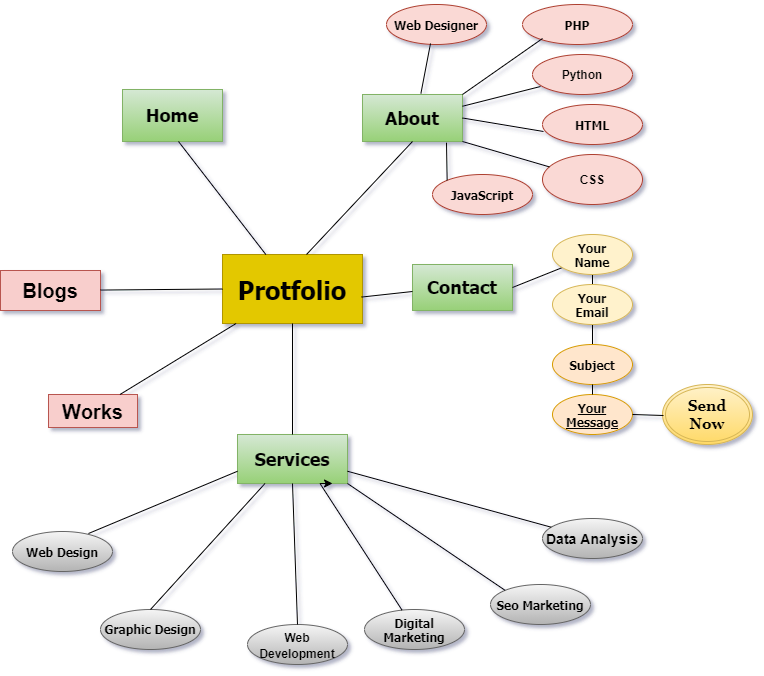 Web Designer
PHP
Home
About
Python
HTML
CSS
JavaScript
Your
Name
Blogs
Protfolio
Contact
Your
Email
Subject
Works
Your
Message
Send
Now
Services
Web Design
Data Analysis
Graphic Design
Web
Development
Digital
Marketing
Seo Marketing